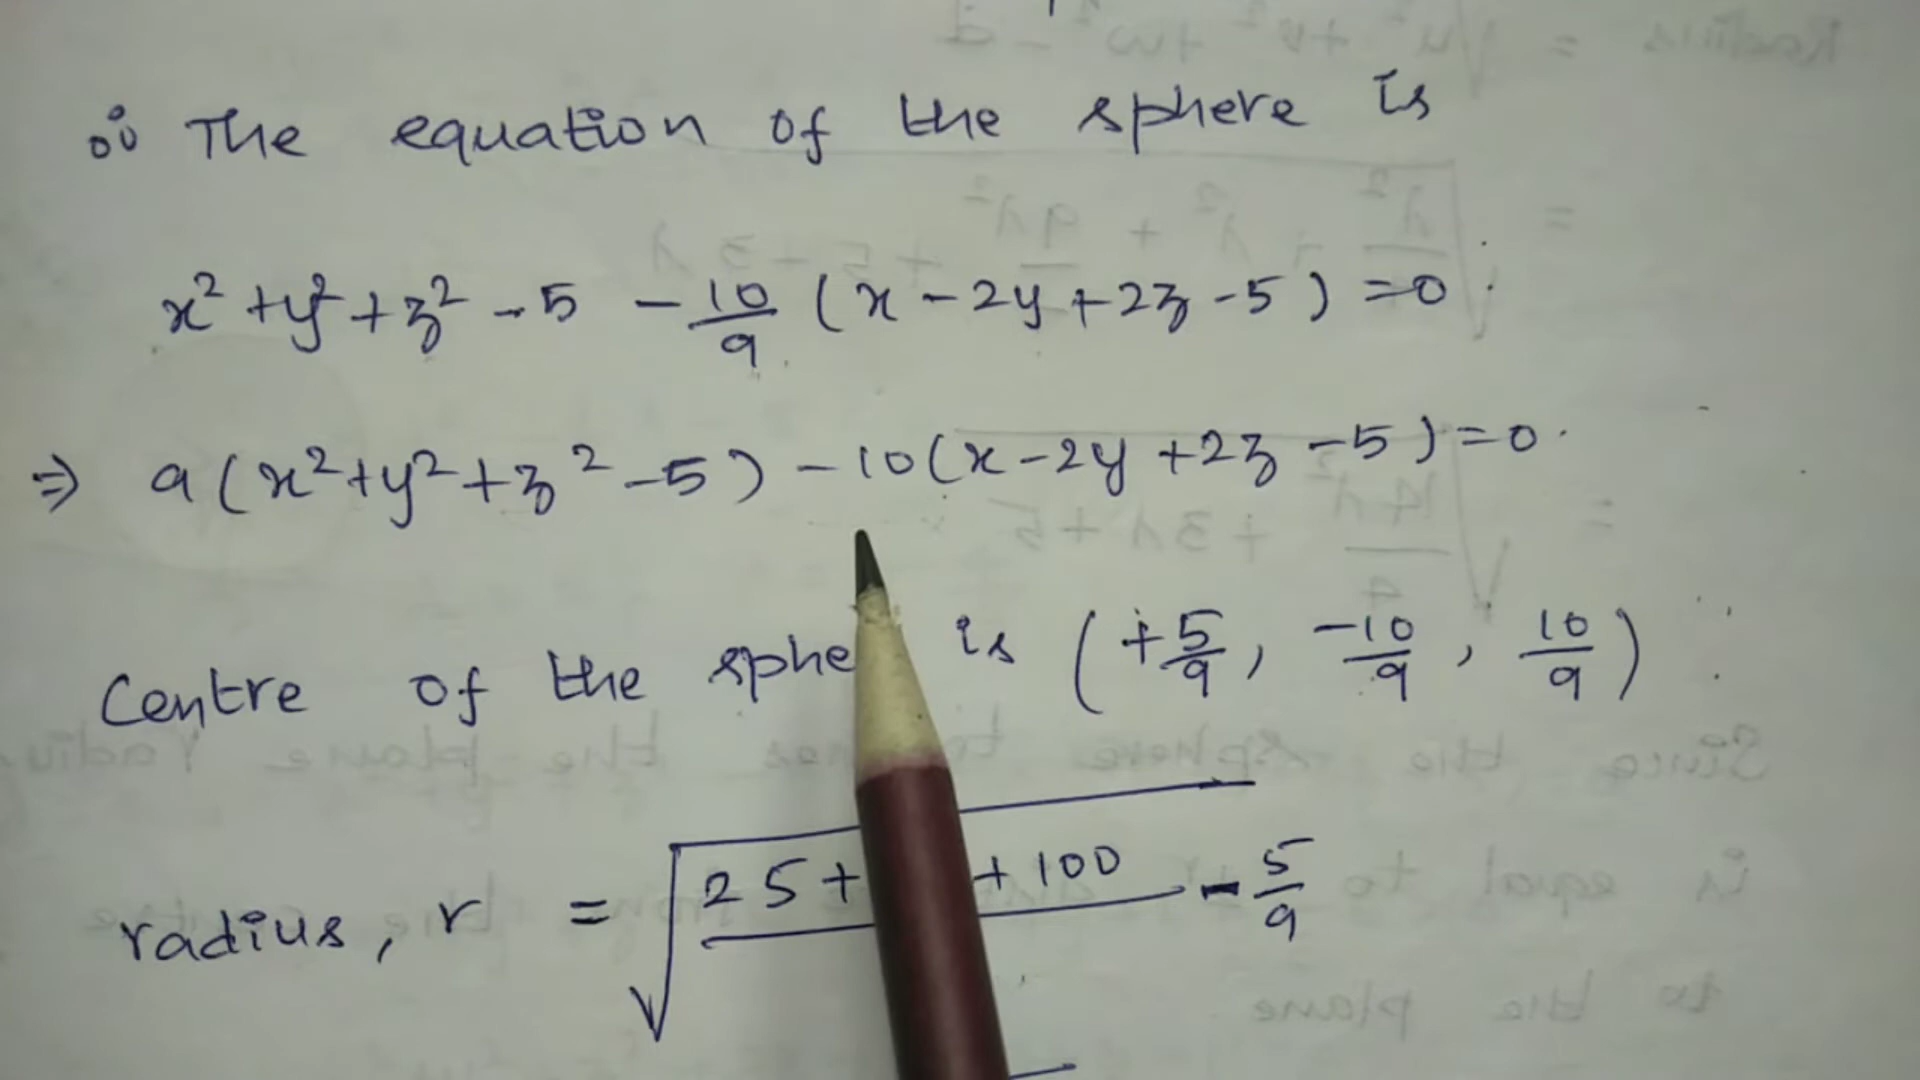 ∴ The equation of the sphere is
x² + y² + z² - 5 - 10/9 (x - 2y + 2z - 5) = 0.
⇒ 9(x² + y² + z² - 5) - 10(x - 2y + 2z - 5) = 0.
Centre of the sphe is (+5/9, -10/9, 10/9)
radius, r = √ 25 + + 100 - 5/9